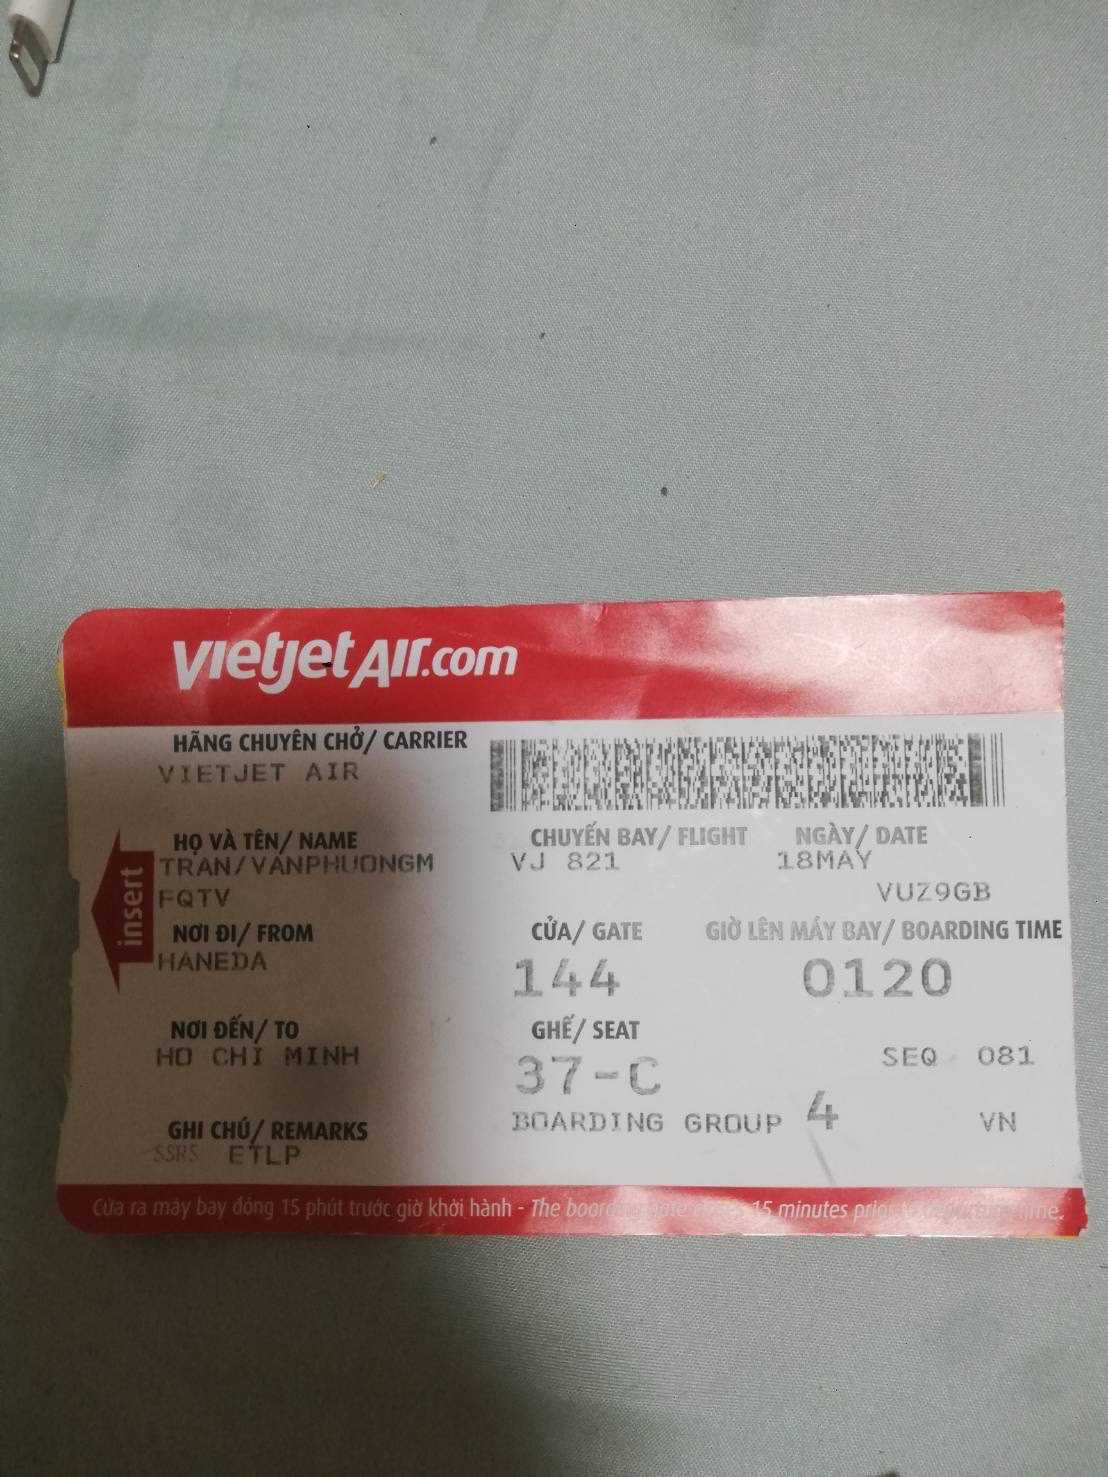 vietjetAir.com
HÃNG CHUYÊN CHỞ/ CARRIER
VIETJET AIR
HỌ VÀ TÊN/ NAME
TRAN/VANPHUONGM
FQTV
CHUYẾN BAY/ FLIGHT
VJ 821
NGÀY/ DATE
18MAY
VUZ9GB
insert
NƠI ĐI/ FROM
HANEDA
CỬA/ GATE
144
GIỜ LÊN MÁY BAY/ BOARDING TIME
0120
NƠI ĐẾN/ TO
HO CHI MINH
GHẾ/ SEAT
37-C
SEQ 081
BOARDING GROUP 4
VN
GHI CHÚ/ REMARKS
SSRS ETLP
Cửa ra máy bay đóng 15 phút trước giờ khởi hành - The boarding gate closes 15 minutes prior time.